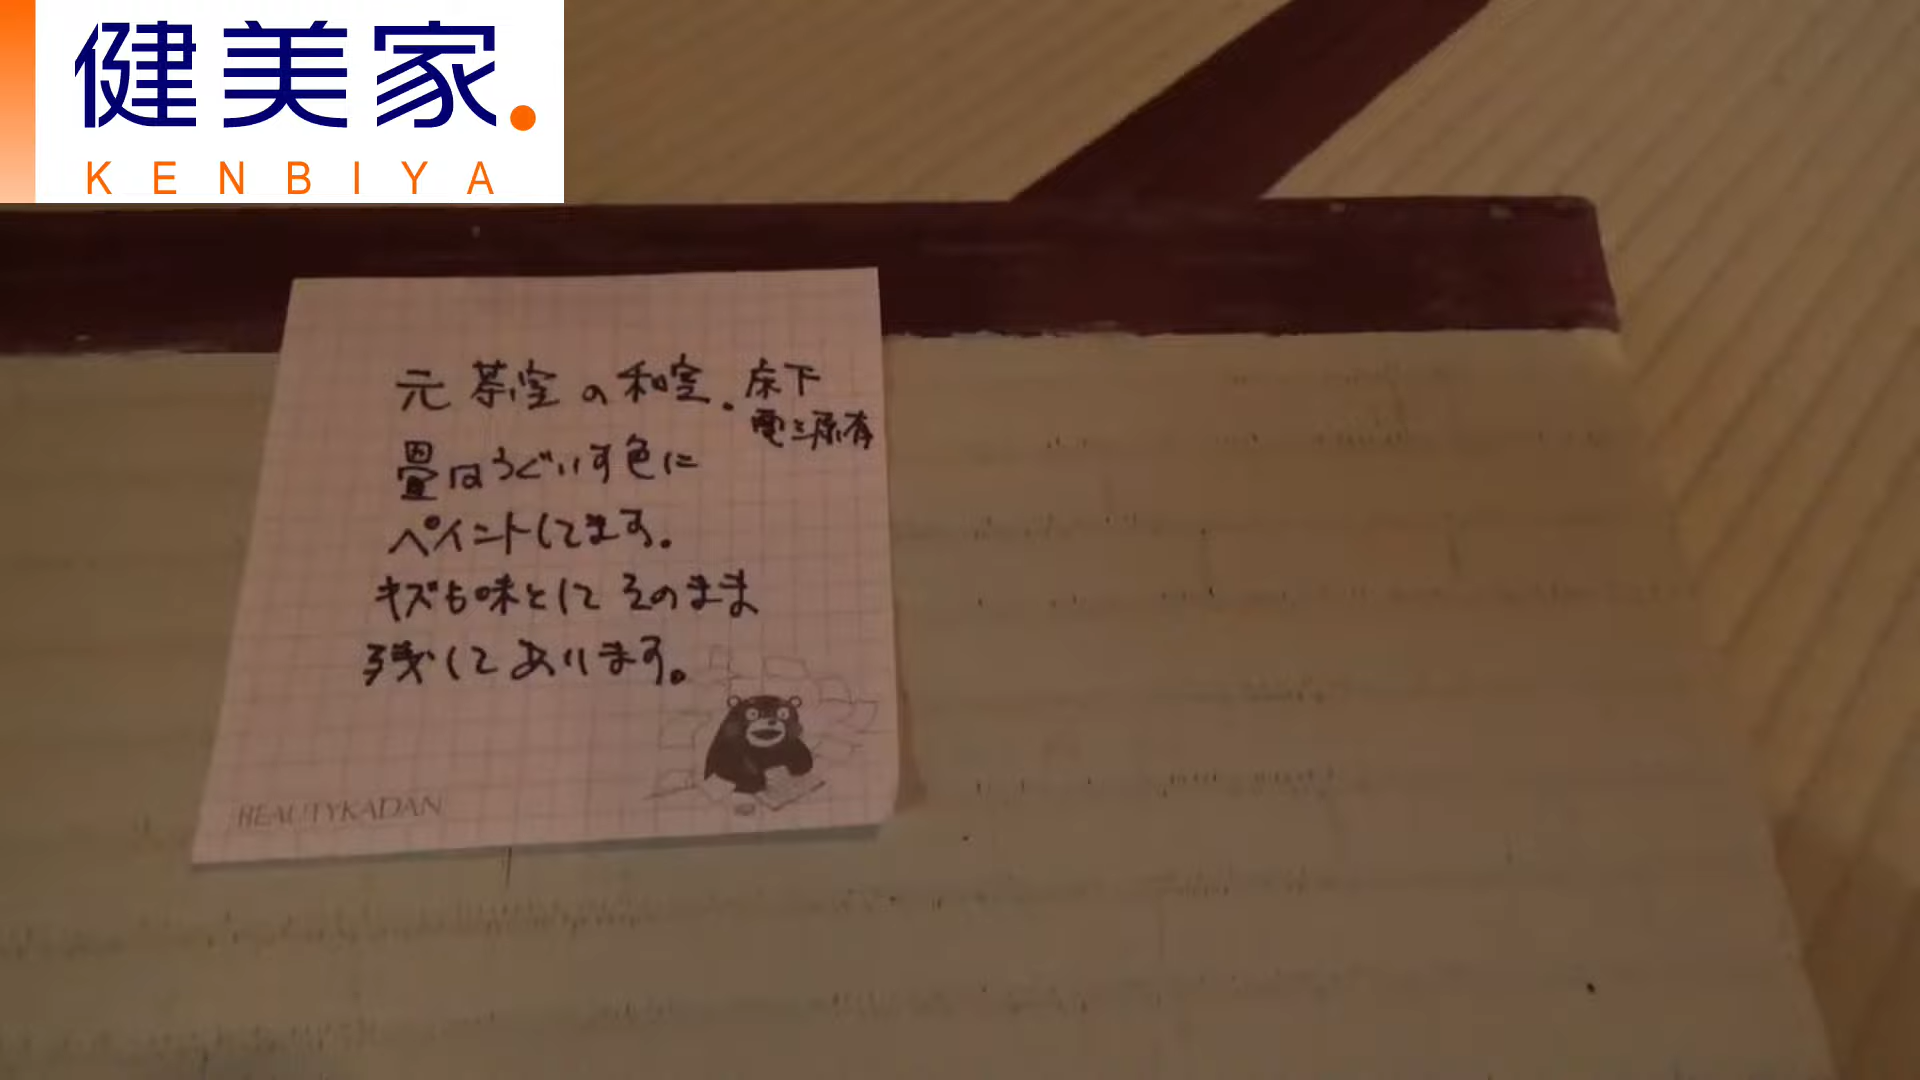 健美家.
KENBIYA
元茶室の和室.床下
電源有
畳はうぐいす色に
ペイントしてます。
キズも味としてそのまま
残してあります。
BEAUTYKADAN